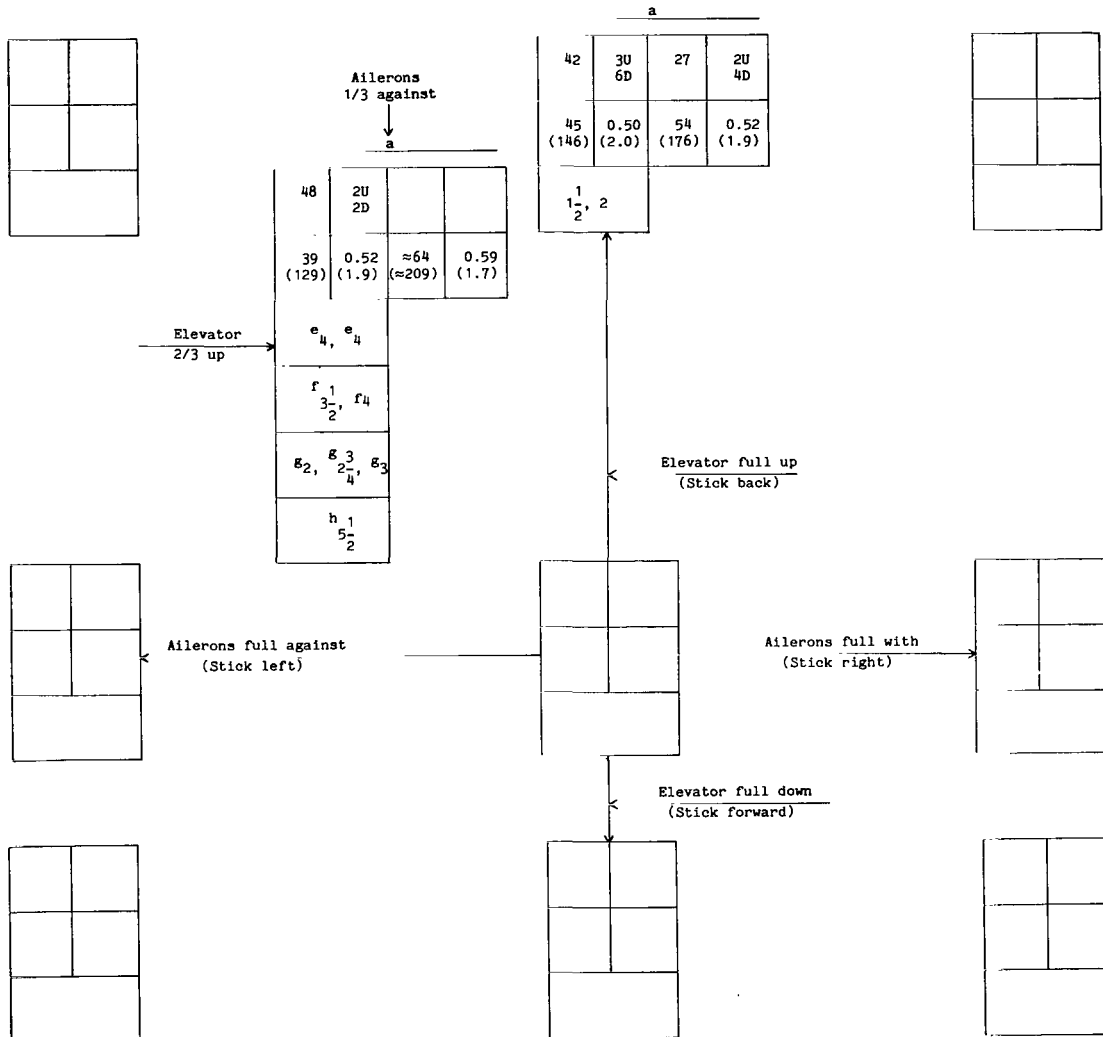 a
42 3U 27 2U
6D 4D
45 0.50 54 0.52
(146) (2.0) (176) (1.9)
1 1/2, 2
Ailerons
1/3 against
a
48 2U
2D
39 0.52 ≈64 0.59
(129) (1.9) (≈209) (1.7)
Elevator
2/3 up
e4, e4
f3 1/2, f4
g2, g2 3/4, g3
h5 1/2
Elevator full up
(Stick back)
Ailerons full against
(Stick left)
Ailerons full with
(Stick right)
Elevator full down
(Stick forward)